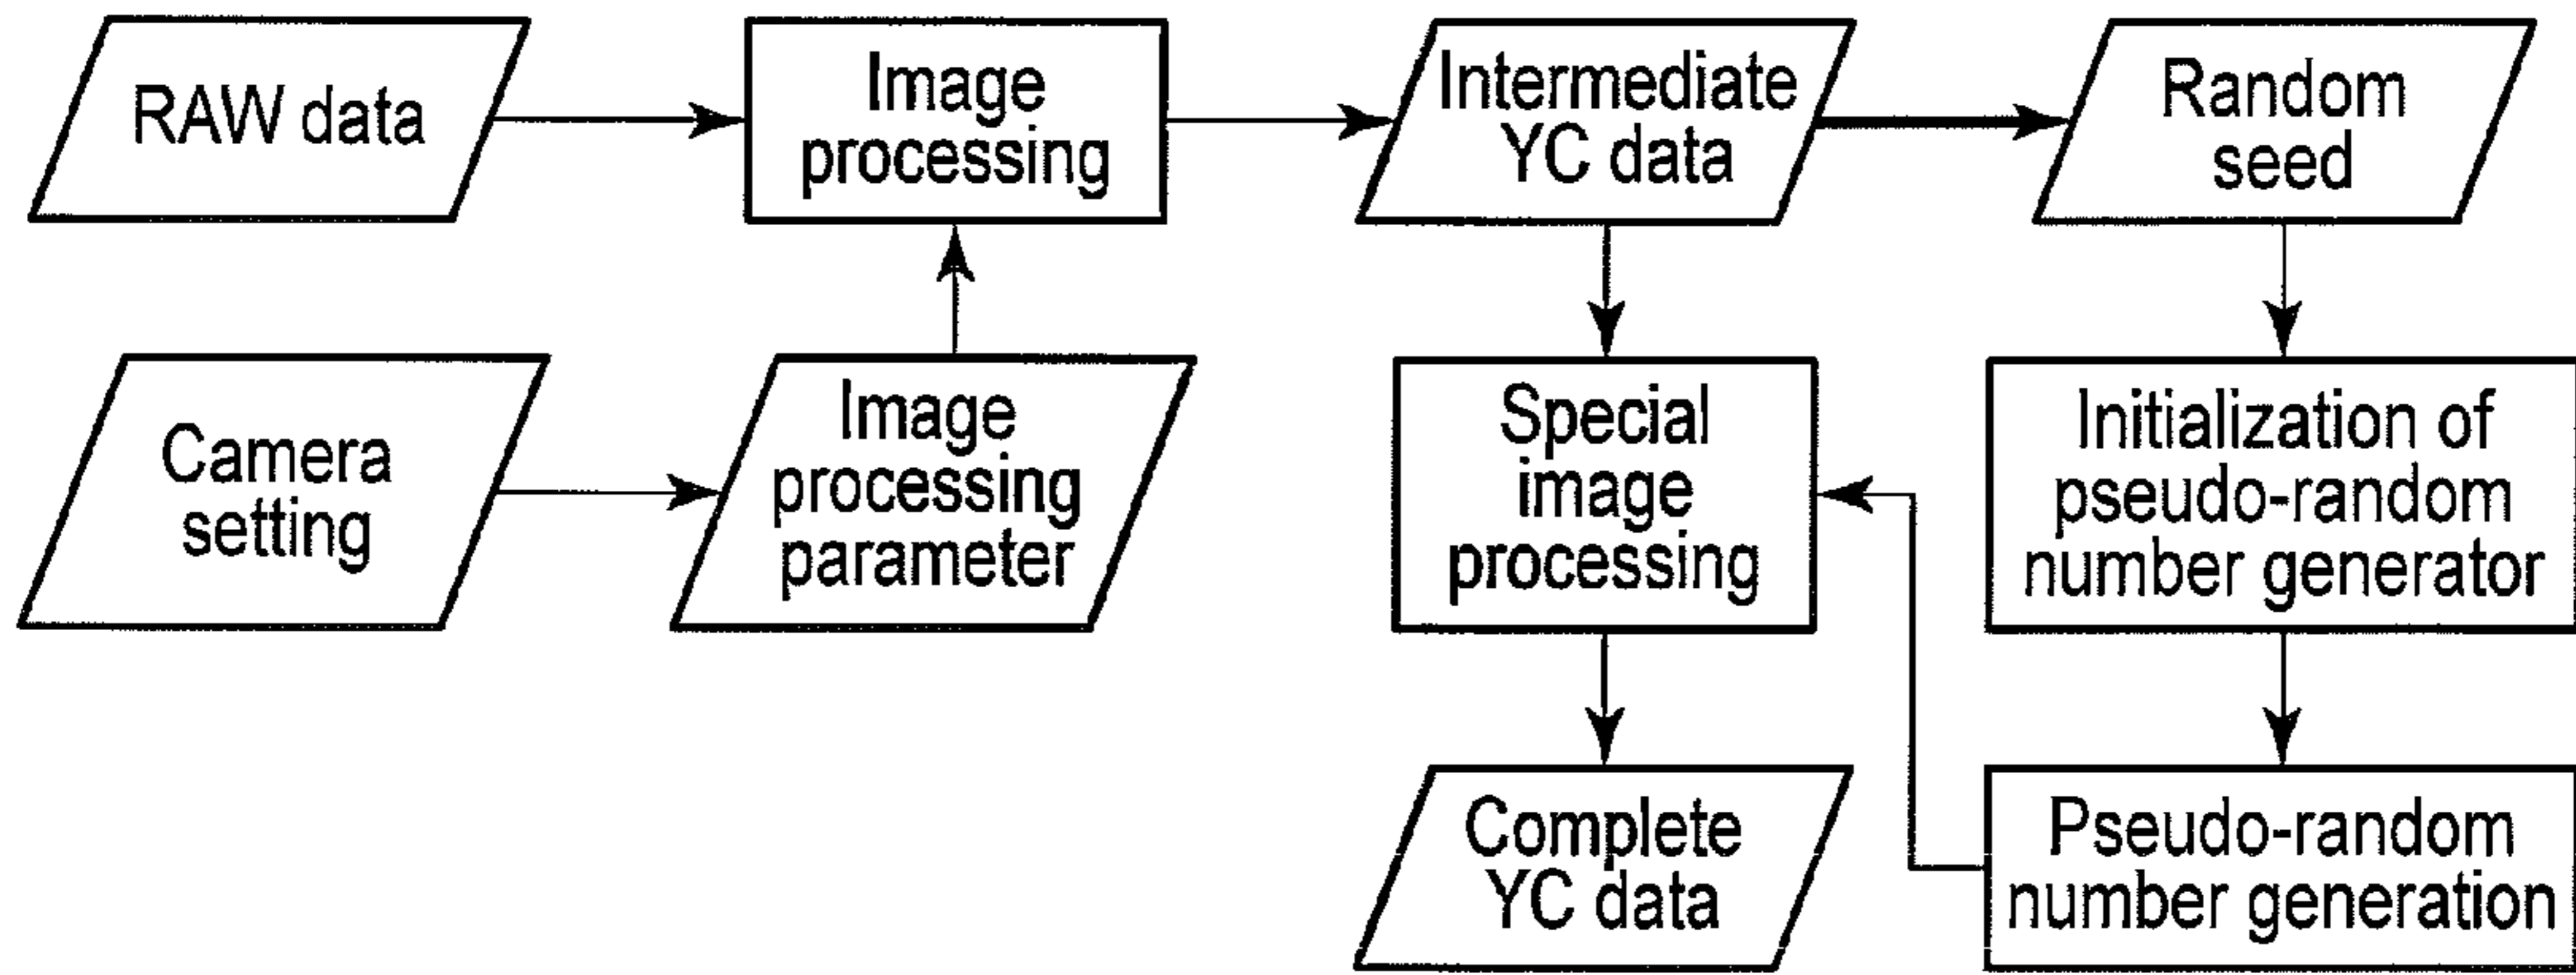 RAW data
Image
processing
Intermediate
YC data
Random
seed
Camera
setting
Image
processing
parameter
Special
image
processing
Initialization of
pseudo-random
number generator
Complete
YC data
Pseudo-random
number generation